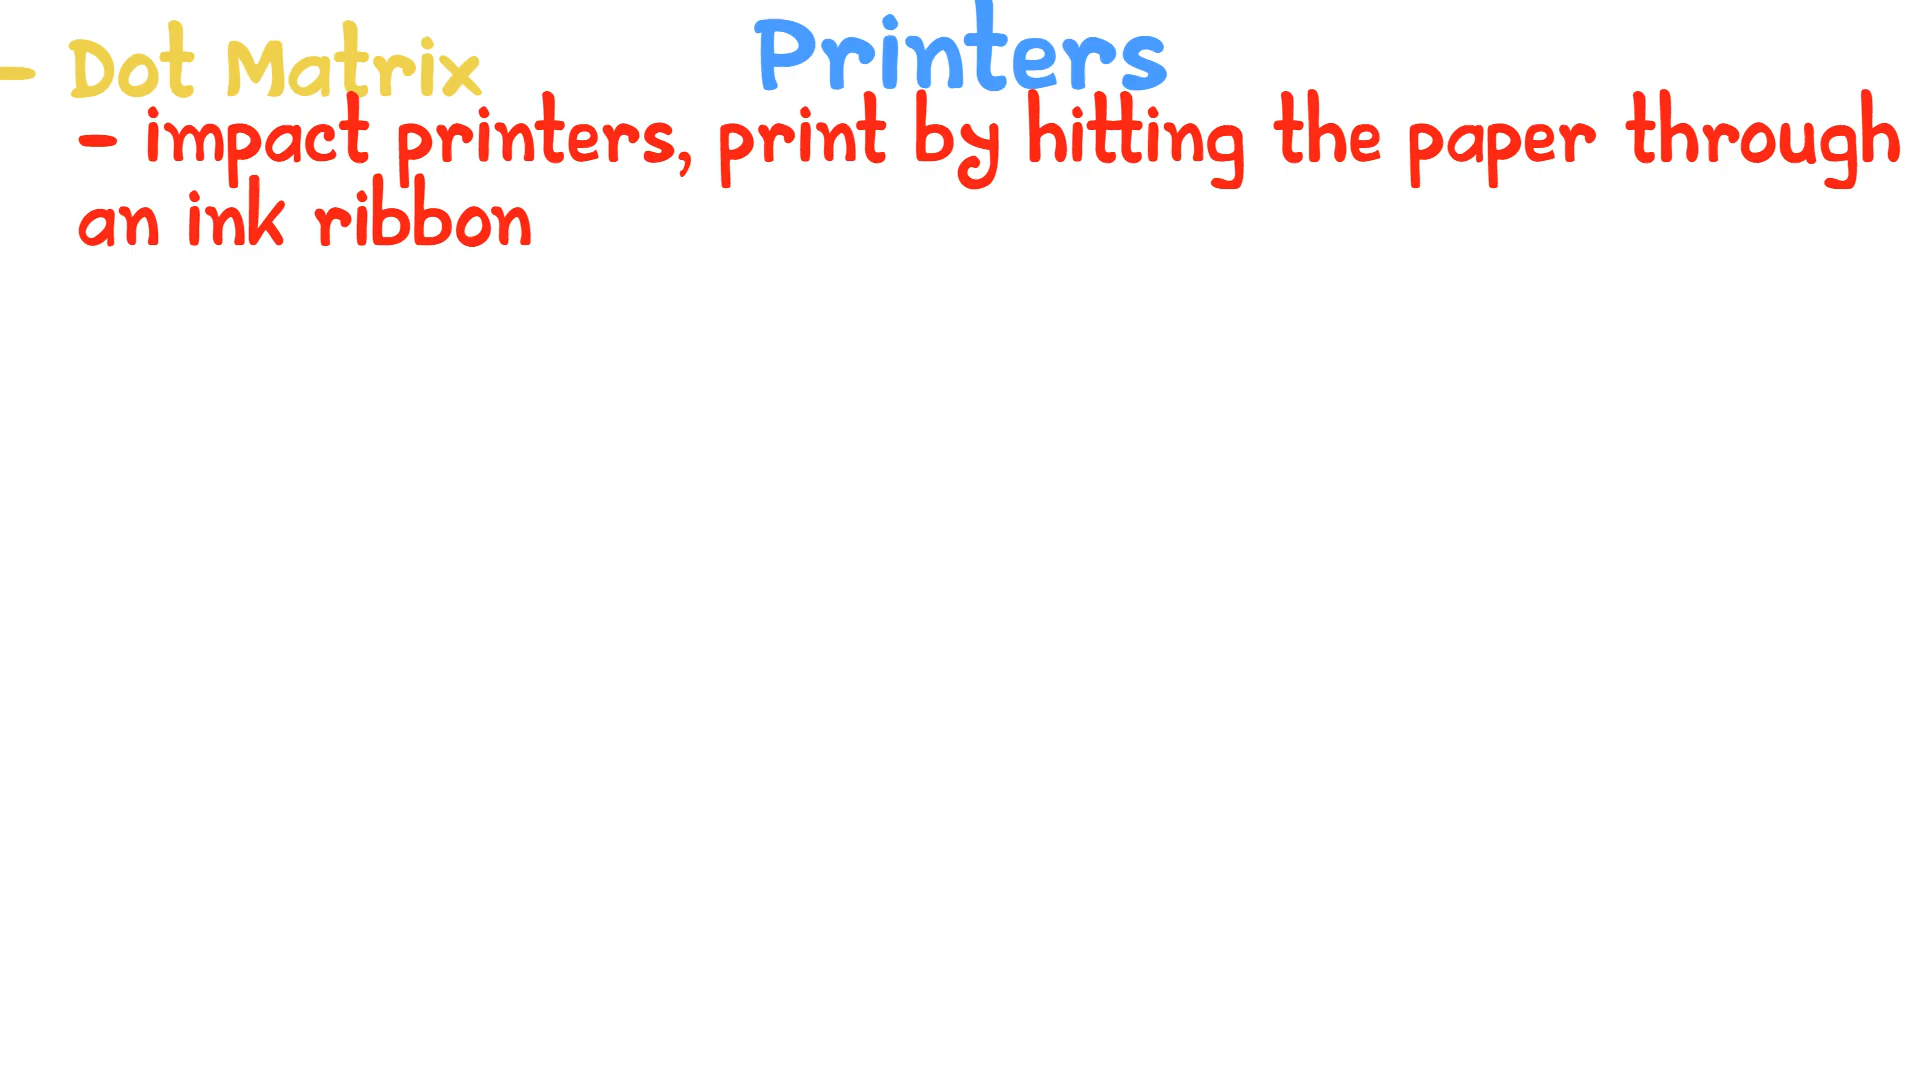 Printers
- Dot Matrix
- impact printers, print by hitting the paper through
an ink ribbon